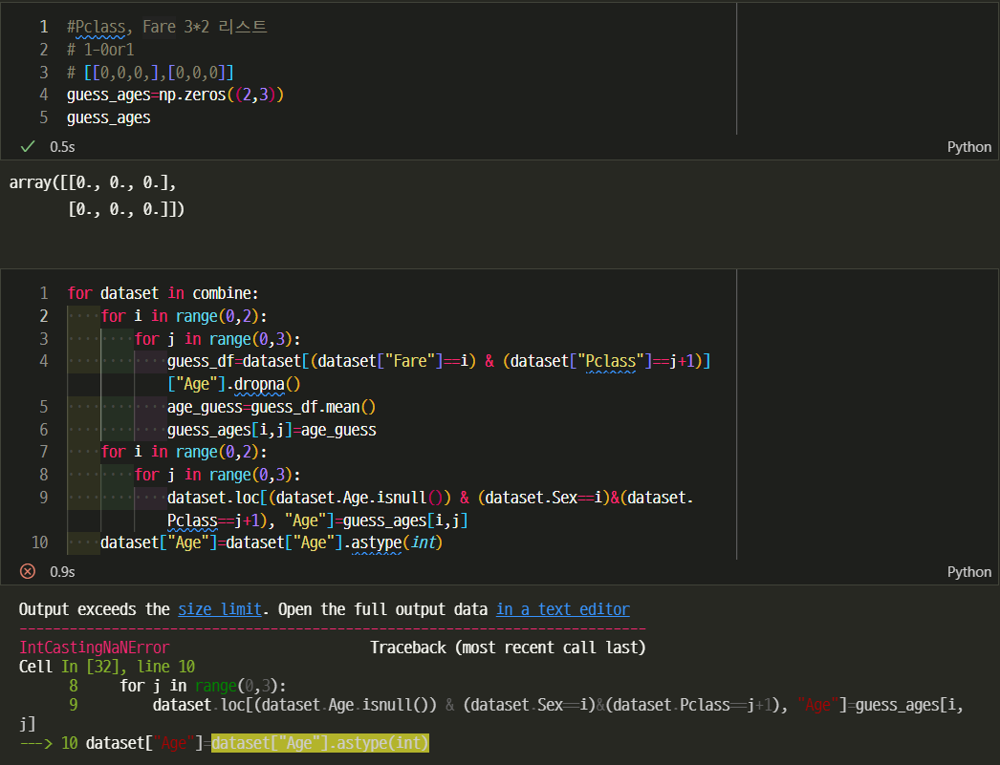 1 #Pclass, Fare 3*2 리스트
2 # 1-0or1
3 # [[0,0,0,],[0,0,0]]
4 guess_ages=np.zeros((2,3))
5 guess_ages
0.5s Python
array([[0., 0., 0.],
[0., 0., 0.]])
1 for dataset in combine:
2 for i in range(0,2):
3 for j in range(0,3):
4 guess_df=dataset[(dataset["Fare"]==i) & (dataset["Pclass"]==j+1)]
["Age"].dropna()
5 age_guess=guess_df.mean()
6 guess_ages[i,j]=age_guess
7 for i in range(0,2):
8 for j in range(0,3):
9 dataset.loc[(dataset.Age.isnull()) & (dataset.Sex==i)&(dataset.
Pclass==j+1), "Age"]=guess_ages[i,j]
10 dataset["Age"]=dataset["Age"].astype(int)
0.9s Python
Output exceeds the size limit. Open the full output data in a text editor
---------------------------------------------------------------------------
IntCastingNaNError Traceback (most recent call last)
Cell In [32], line 10
8 for j in range(0,3):
9 dataset.loc[(dataset.Age.isnull()) & (dataset.Sex==i)&(dataset.Pclass==j+1), "Age"]=guess_ages[i,
j]
---> 10 dataset["Age"]=dataset["Age"].astype(int)